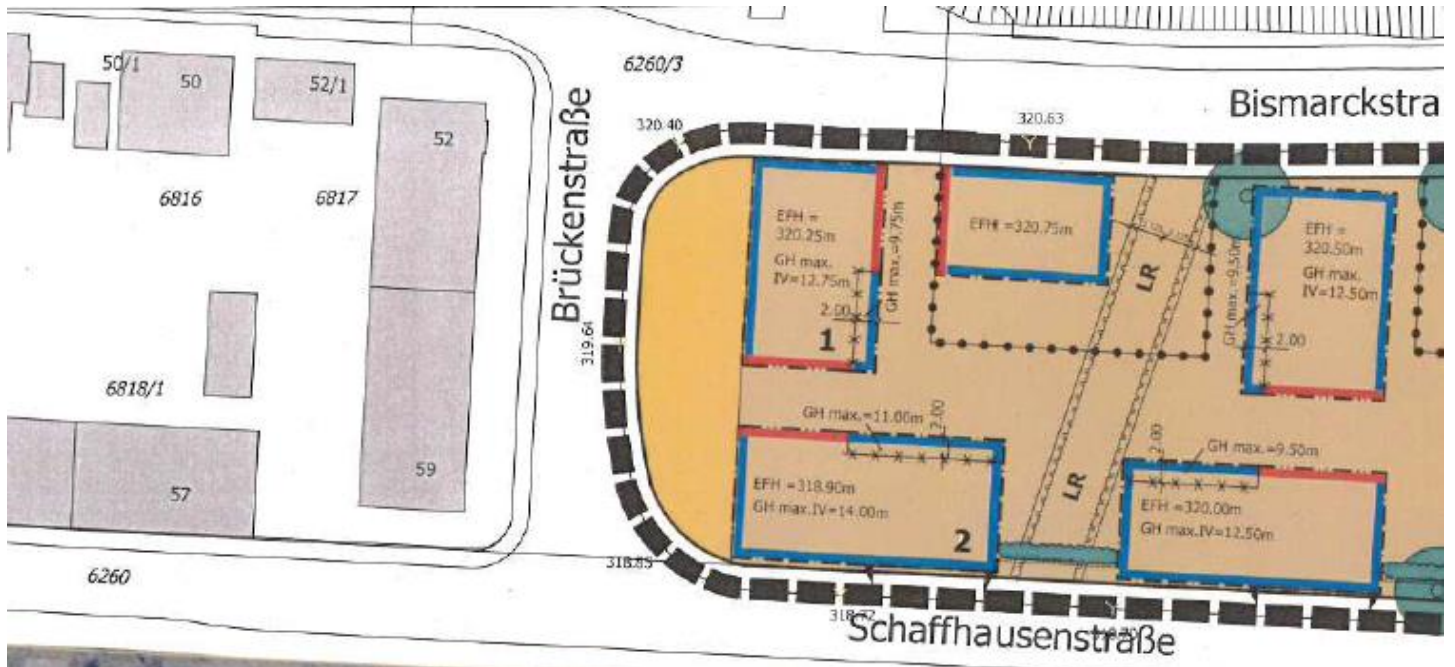 50/1
50
52/1
52
6816
6817
6818/1
57
59
6260
6260/3
Brückenstraße
Bismarckstra
320.40
320.63
319.64
EFH =
320.25m
GH max.
IV=12.75m
GH max.=9.75m
2.00
1
EFH =320.75m
LR
LR
EFH =
320.50m
GH max.
IV=12.50m
GH max.=9.50m
2.00
GH max.=11.00m
2.00
EFH =318.90m
GH max.IV=14.00m
2
2.00
GH max.=9.50m
EFH =320.00m
GH max.IV=12.50m
318.72
Schaffhausenstraße